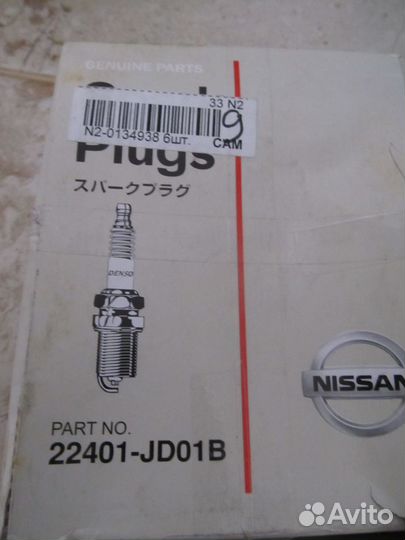 GENUINE PARTS
33 N2
9
N2-0134938 6шт.
CAM
Plugs
スパークプラグ
DENSO
NISSAN
PART NO.
22401-JD01B
Avito